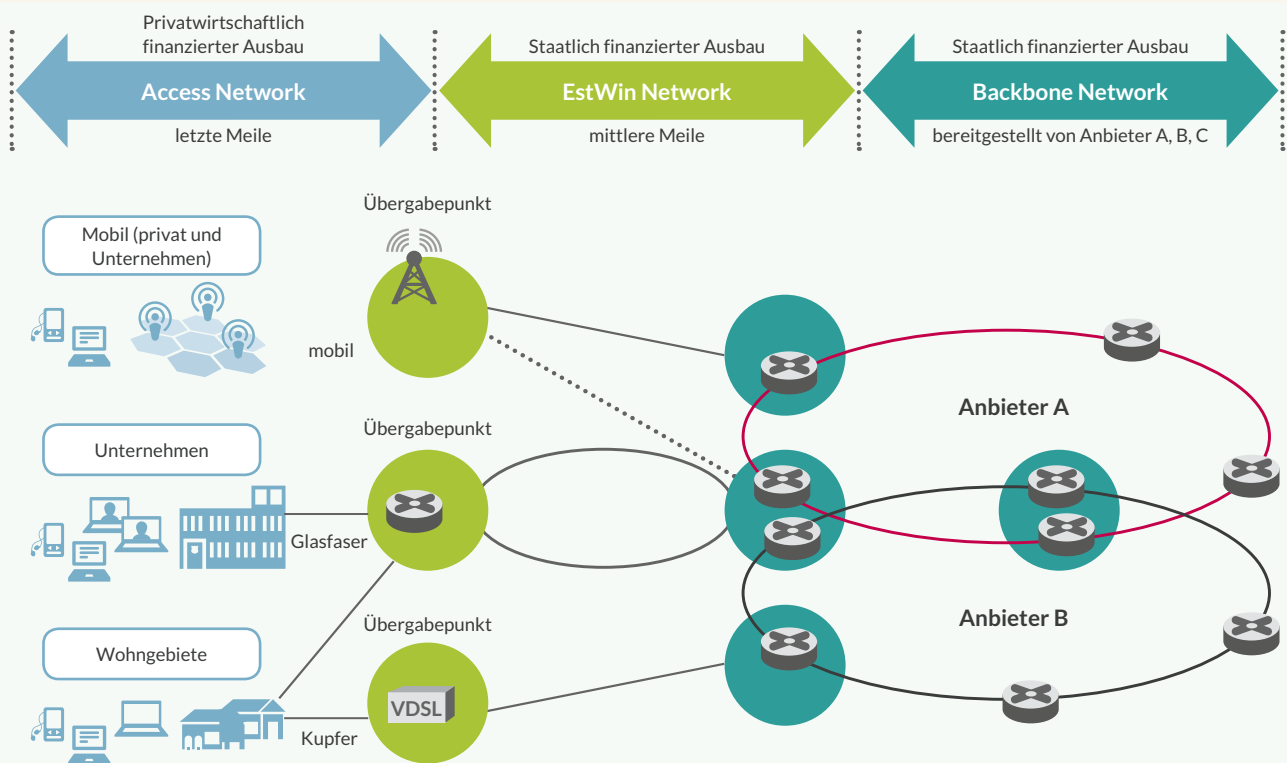 Privatwirtschaftlich
finanzierter Ausbau
Access Network
letzte Meile
Staatlich finanzierter Ausbau
EstWin Network
mittlere Meile
Staatlich finanzierter Ausbau
Backbone Network
bereitgestellt von Anbieter A, B, C
Übergabepunkt
Mobil (privat und
Unternehmen)
mobil
Anbieter A
Übergabepunkt
Unternehmen
Glasfaser
Übergabepunkt
Anbieter B
Wohngebiete
VDSL
Kupfer